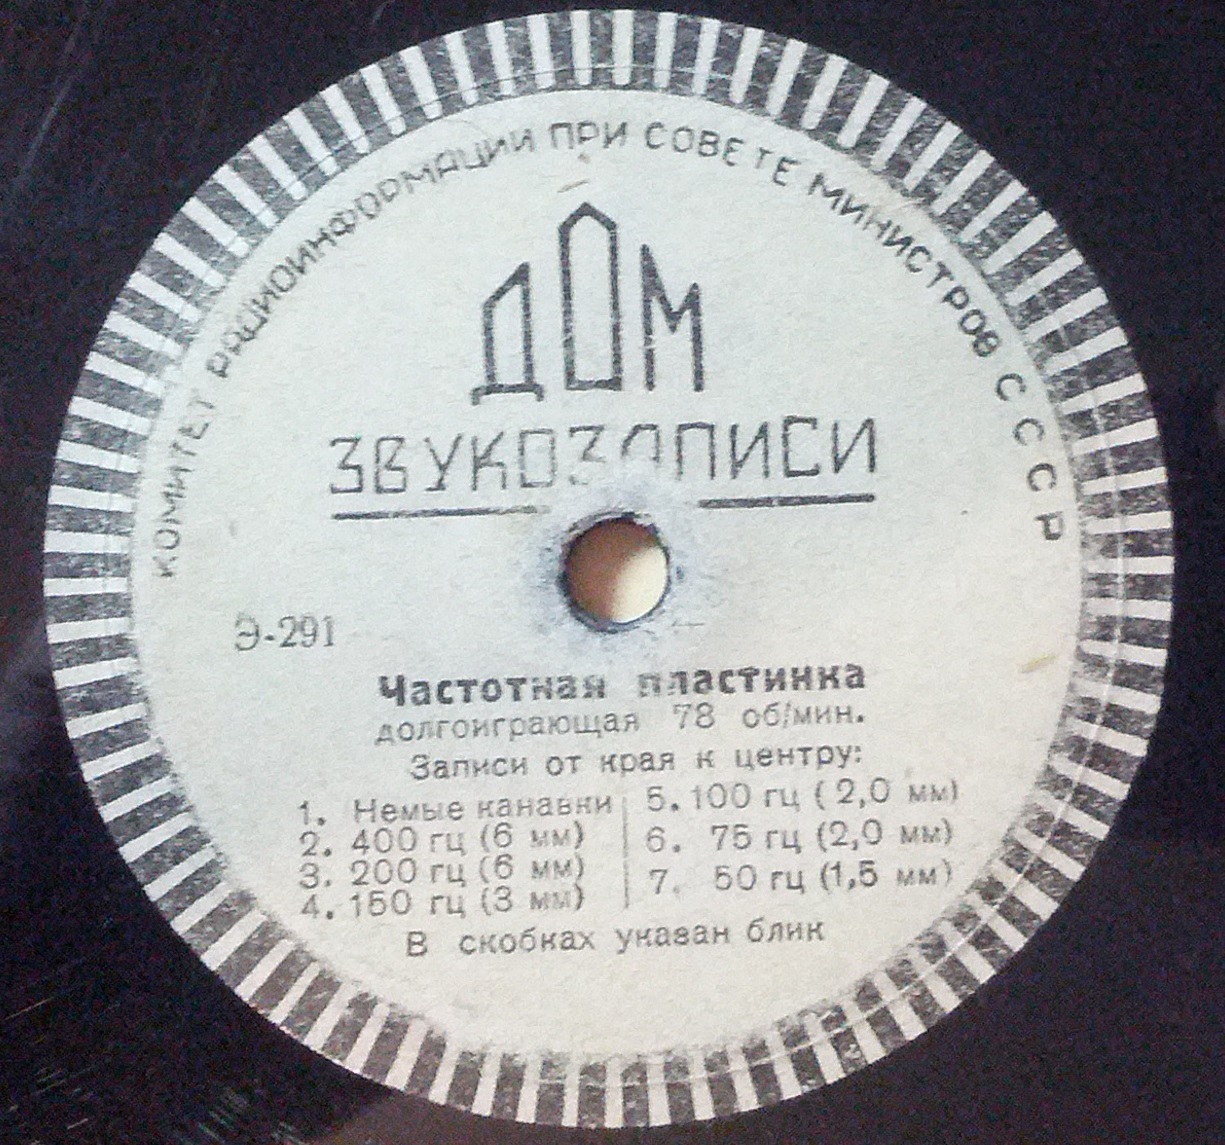 КОМИТЕТ РАДИОИНФОРМАЦИИ ПРИ СОВЕТЕ МИНИСТРОВ СССР
ДОМ
ЗВУКОЗАПИСИ
Э-291
Частотная пластинка
долгоиграющая 78 об/мин.
Записи от края к центру:
1. Немые канавки
2. 400 гц (6 мм)
3. 200 гц (6 мм)
4. 150 гц (3 мм)
5. 100 гц (2,0 мм)
6. 75 гц (2,0 мм)
7. 50 гц (1,5 мм)
В скобках указан блик